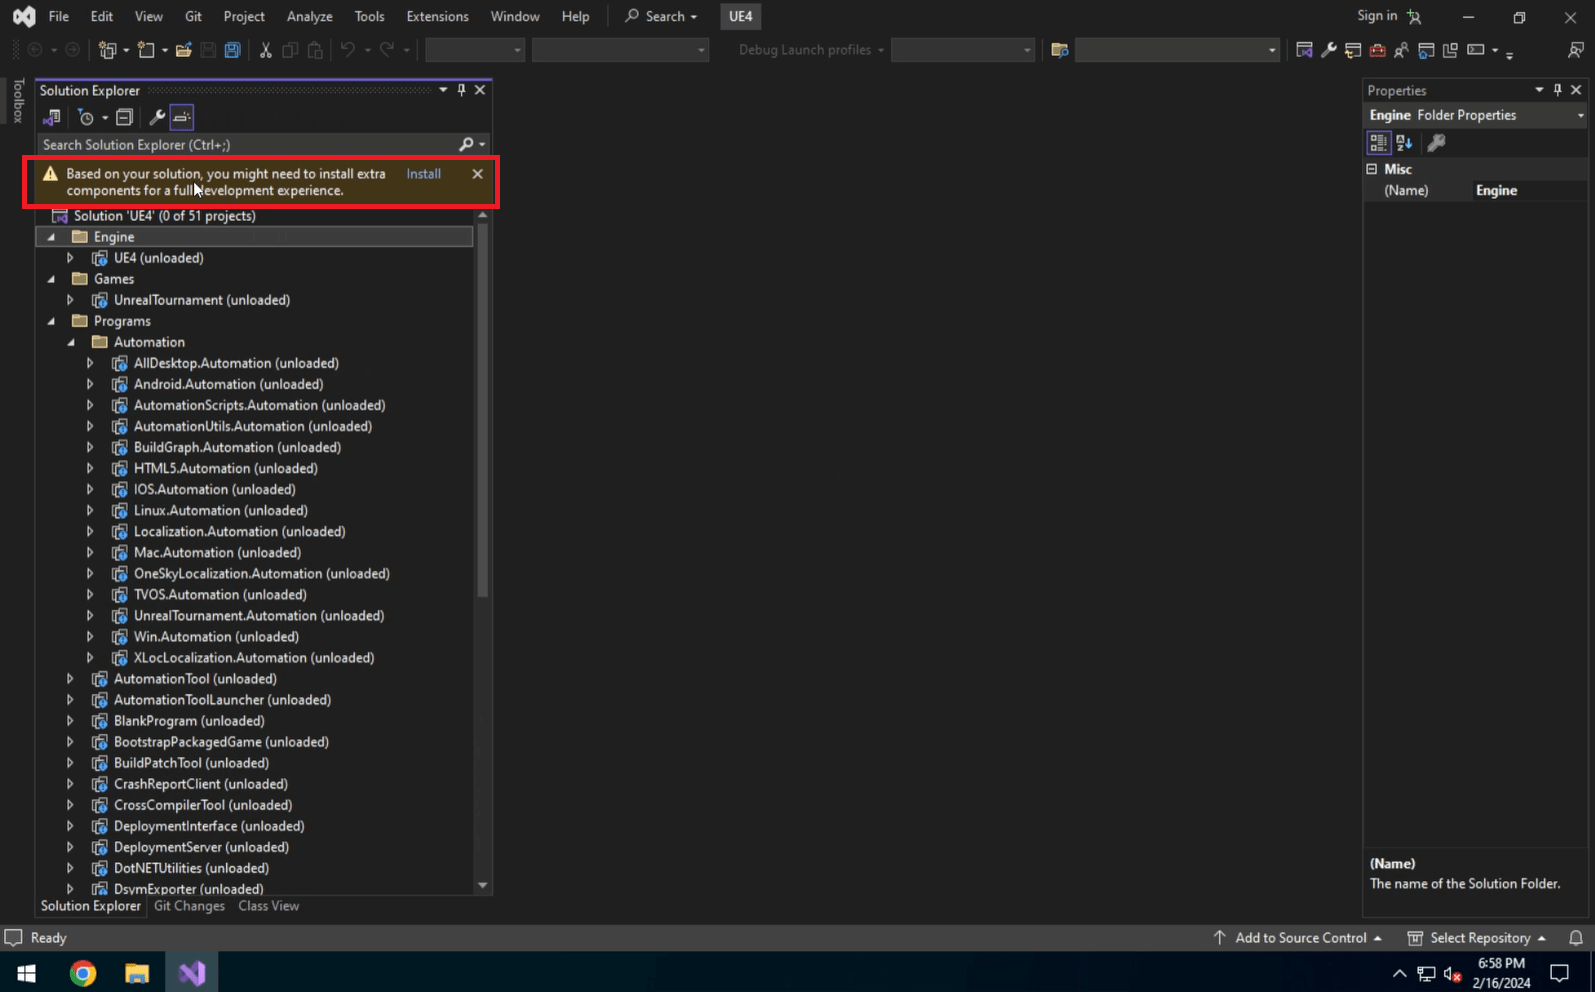 File Edit View Git Project Analyze Tools Extensions Window Help Search UE4 Sign in
Debug Launch profiles
Toolbox
Solution Explorer
Search Solution Explorer (Ctrl+;)
Based on your solution, you might need to install extra Install
components for a full development experience.
Solution 'UE4' (0 of 51 projects)
Engine
UE4 (unloaded)
Games
UnrealTournament (unloaded)
Programs
Automation
AllDesktop.Automation (unloaded)
Android.Automation (unloaded)
AutomationScripts.Automation (unloaded)
AutomationUtils.Automation (unloaded)
BuildGraph.Automation (unloaded)
HTML5.Automation (unloaded)
IOS.Automation (unloaded)
Linux.Automation (unloaded)
Localization.Automation (unloaded)
Mac.Automation (unloaded)
OneSkyLocalization.Automation (unloaded)
TVOS.Automation (unloaded)
UnrealTournament.Automation (unloaded)
Win.Automation (unloaded)
XLocLocalization.Automation (unloaded)
AutomationTool (unloaded)
AutomationToolLauncher (unloaded)
BlankProgram (unloaded)
BootstrapPackagedGame (unloaded)
BuildPatchTool (unloaded)
CrashReportClient (unloaded)
CrossCompilerTool (unloaded)
DeploymentInterface (unloaded)
DeploymentServer (unloaded)
DotNETUtilities (unloaded)
DsymExporter (unloaded)
Solution Explorer Git Changes Class View
Properties
Engine Folder Properties
Misc
(Name) Engine
(Name)
The name of the Solution Folder.
Ready Add to Source Control Select Repository
6:58 PM
2/16/2024